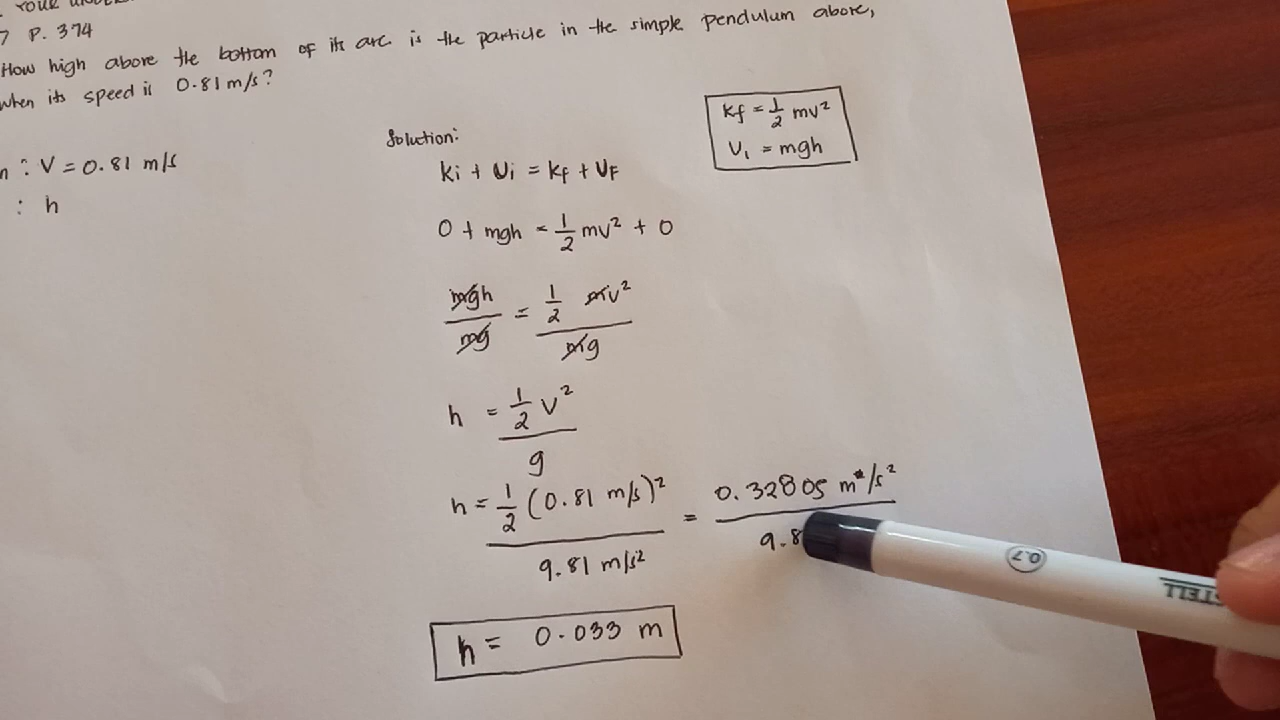 YOUR
7 P. 374
How high above the bottom of its arc is the particle in the simple pendulum above,
when its speed is 0.81 m/s?
Kf = 1/2 mv²
U₁ = mgh
Solution:
: V = 0.81 m/s
: h
Ki + Ui = Kf + UF
0 + mgh = 1/2 mv² + 0
mgh/mg = 1/2 mv²/mg
h = 1/2 v²/g
h = 1/2 (0.81 m/s)²/9.81 m/s² = 0.32805 m²/s²/9.8
h = 0.033 m
0.7